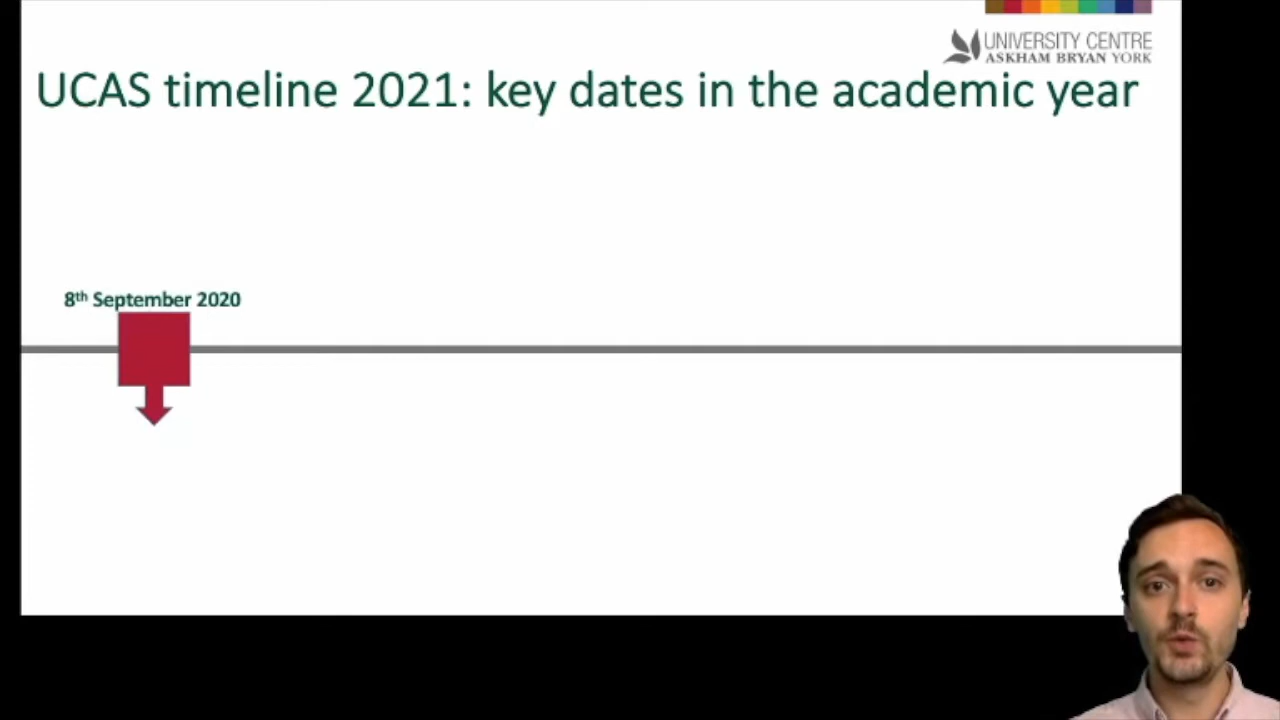 UNIVERSITY CENTRE
ASKHAM BRYAN YORK
UCAS timeline 2021: key dates in the academic year
8th September 2020